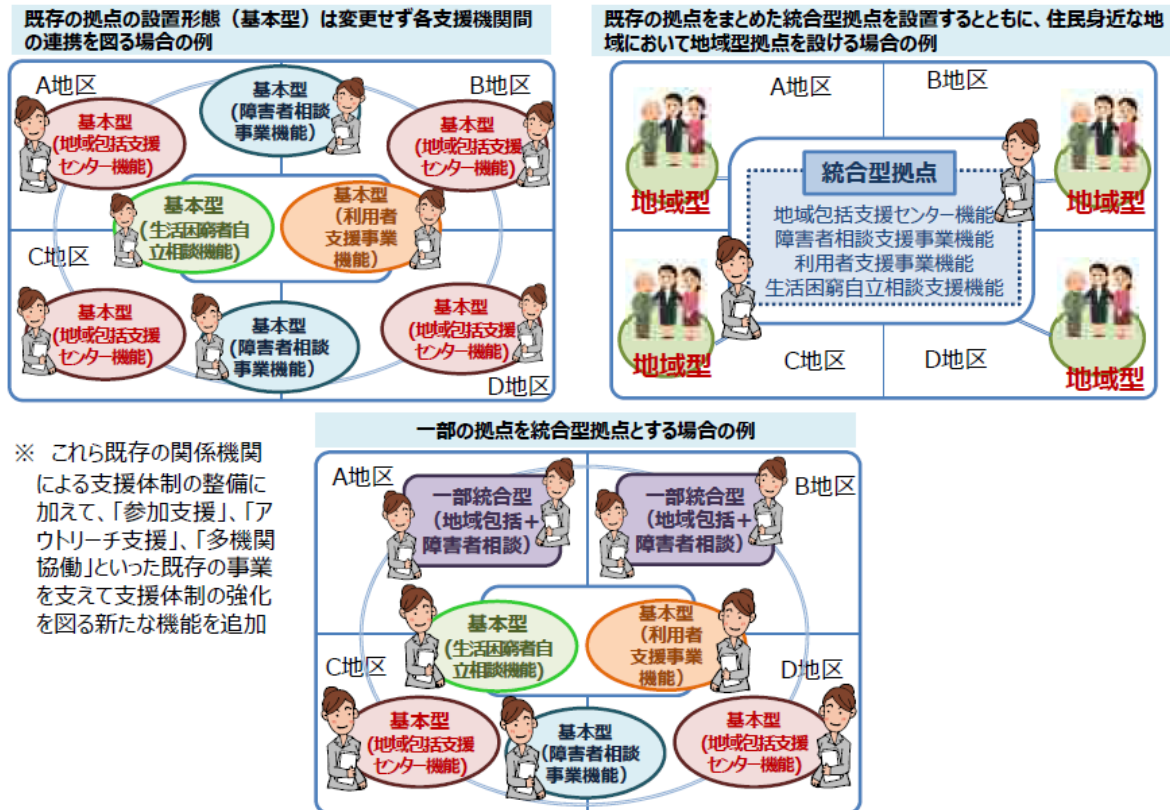 既存の拠点の設置形態（基本型）は変更せず各支援機関間
の連携を図る場合の例
A地区
B地区
基本型
(障害者相談
事業機能）
基本型
(地域包括支援
センター機能)
基本型
(地域包括支援
センター機能)
基本型
(生活困窮者自
立相談機能）
基本型
（利用者
支援事業
機能）
C地区
基本型
(地域包括支援
センター機能)
基本型
(障害者相談
事業機能）
基本型
(地域包括支援
センター機能)
D地区
既存の拠点をまとめた統合型拠点を設置するとともに、住民身近な地
域において地域型拠点を設ける場合の例
A地区
B地区
地域型
地域型
統合型拠点
地域包括支援センター機能
障害者相談支援事業機能
利用者支援事業機能
生活困窮自立相談支援機能
地域型
地域型
C地区
D地区
※　これら既存の関係機関
による支援体制の整備に
加えて、「参加支援」、「ア
ウトリーチ支援」、「多機関
協働」といった既存の事業
を支えて支援体制の強化
を図る新たな機能を追加
一部の拠点を統合型拠点とする場合の例
A地区
B地区
一部統合型
（地域包括＋
障害者相談）
一部統合型
（地域包括＋
障害者相談）
基本型
(生活困窮者自
立相談機能）
基本型
（利用者
支援事業
機能）
C地区
D地区
基本型
(地域包括支援
センター機能)
基本型
(障害者相談
事業機能）
基本型
(地域包括支援
センター機能)